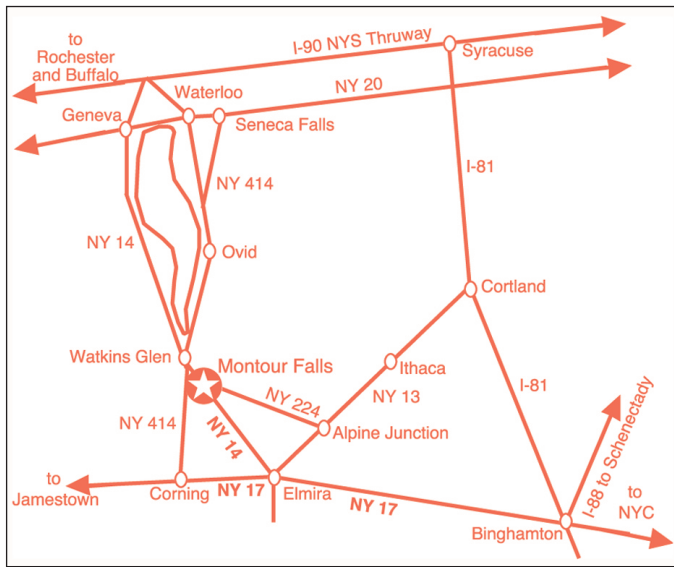 to
Rochester
and Buffalo
I-90 NYS Thruway
Syracuse
Waterloo
NY 20
Geneva
Seneca Falls
I-81
NY 414
NY 14
Ovid
Cortland
Watkins Glen
Montour Falls
Ithaca
NY 224
NY 13
I-81
NY 414
NY 14
Alpine Junction
I-88 to Schenectady
to
Jamestown
Corning
NY 17
Elmira
NY 17
to
NYC
Binghamton